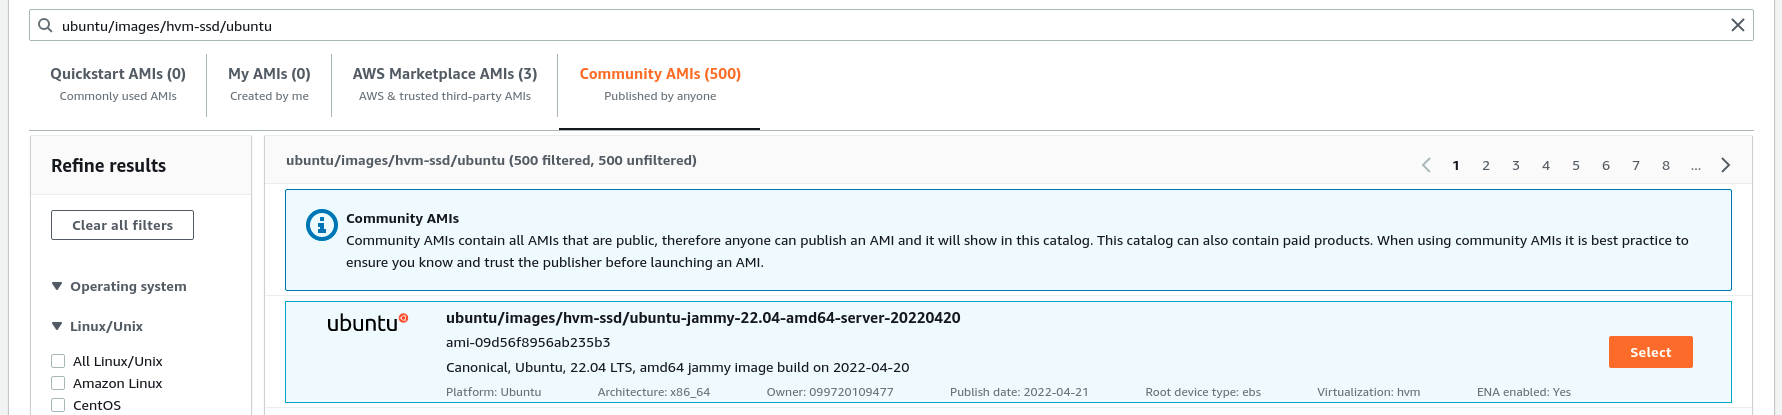 ubuntu/images/hvm-ssd/ubuntu
Quickstart AMIs (0)
Commonly used AMIs
My AMIs (0)
Created by me
AWS Marketplace AMIs (3)
AWS & trusted third-party AMIs
Community AMIs (500)
Published by anyone
Refine results
Clear all filters
Operating system
Linux/Unix
All Linux/Unix
Amazon Linux
CentOS
ubuntu/images/hvm-ssd/ubuntu (500 filtered, 500 unfiltered)
1 2 3 4 5 6 7 8 ...
Community AMIs
Community AMIs contain all AMIs that are public, therefore anyone can publish an AMI and it will show in this catalog. This catalog can also contain paid products. When using community AMIs it is best practice to
ensure you know and trust the publisher before launching an AMI.
ubuntu
ubuntu/images/hvm-ssd/ubuntu-jammy-22.04-amd64-server-20220420
ami-09d56f8956ab235b3
Canonical, Ubuntu, 22.04 LTS, amd64 jammy image build on 2022-04-20
Platform: Ubuntu Architecture: x86_64 Owner: 099720109477 Publish date: 2022-04-21 Root device type: ebs Virtualization: hvm ENA enabled: Yes
Select